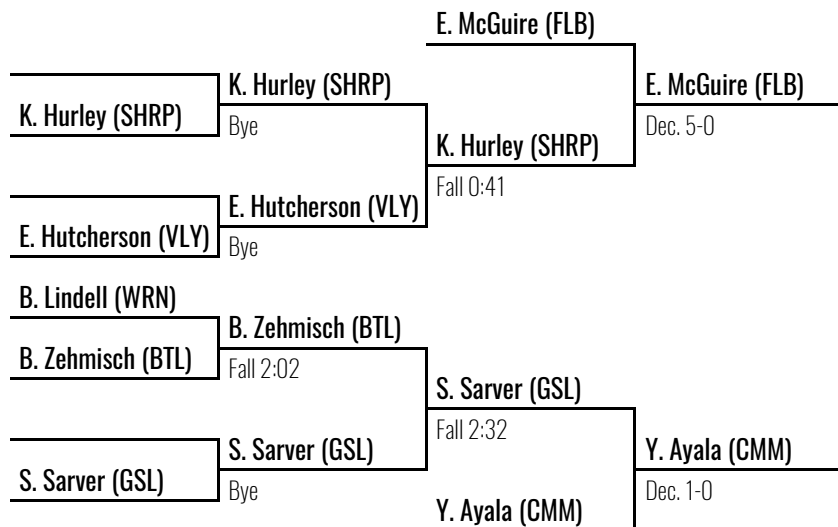 E. McGuire (FLB)
K. Hurley (SHRP)
E. McGuire (FLB)
K. Hurley (SHRP)
Bye
Dec. 5-0
K. Hurley (SHRP)
Fall 0:41
E. Hutcherson (VLY)
E. Hutcherson (VLY)
Bye
B. Lindell (WRN)
B. Zehmisch (BTL)
B. Zehmisch (BTL)
Fall 2:02
S. Sarver (GSL)
Fall 2:32
S. Sarver (GSL)
Y. Ayala (CMM)
S. Sarver (GSL)
Bye
Dec. 1-0
Y. Ayala (CMM)